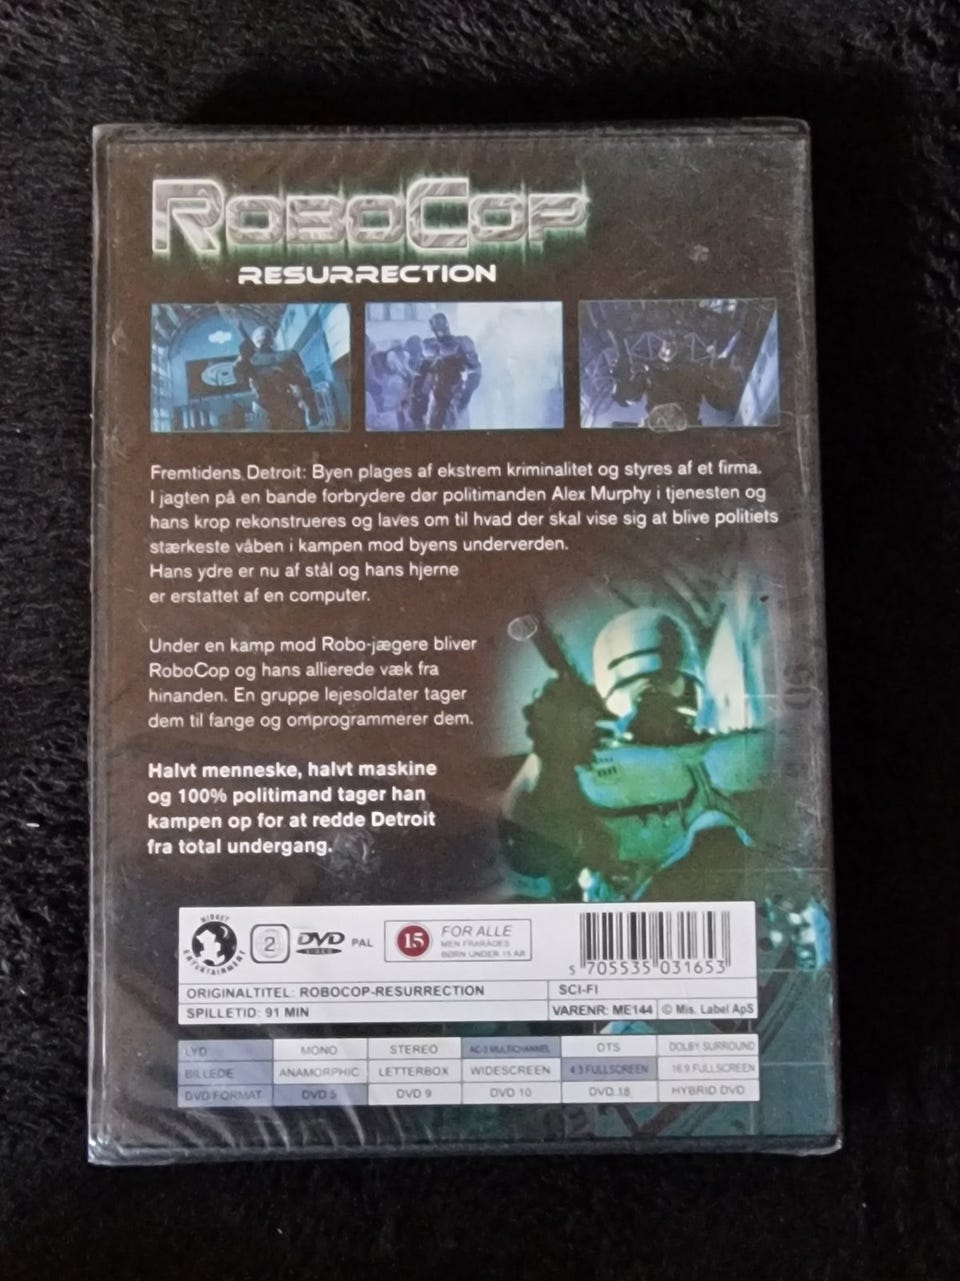 ROBOCOP
RESURRECTION
Fremtidens Detroit: Byen plages af ekstrem kriminalitet og styres af et firma.
I jagten på en bande forbrydere dør politimanden Alex Murphy i tjenesten og
hans krop rekonstrueres og laves om til hvad der skal vise sig at blive politiets
stærkeste våben i kampen mod byens underverden.
Hans ydre er nu af stål og hans hjerne
er erstattet af en computer.
Under en kamp mod Robo-jægere bliver
RoboCop og hans allierede væk fra
hinanden. En gruppe lejesoldater tager
dem til fange og omprogrammerer dem.
Halvt menneske, halvt maskine
og 100% politimand tager han
kampen op for at redde Detroit
fra total undergang.
MIDGET ENTERTAINMENT
2
DVD VIDEO
PAL
15
FOR ALLE
MEN FRARÅDES
BØRN UNDER 15 ÅR
5 705535 031653
ORIGINALTITEL: ROBOCOP-RESURRECTION SCI-FI
SPILLETID: 91 MIN VARENR: ME144 © Mis. Label ApS
LYD MONO STEREO AC-3 MULTICHANNEL DTS DOLBY SURROUND
BILLEDE ANAMORPHIC LETTERBOX WIDESCREEN 4:3 FULLSCREEN 16:9 FULLSCREEN
DVD FORMAT DVD 5 DVD 9 DVD 10 DVD 18 HYBRID DVD